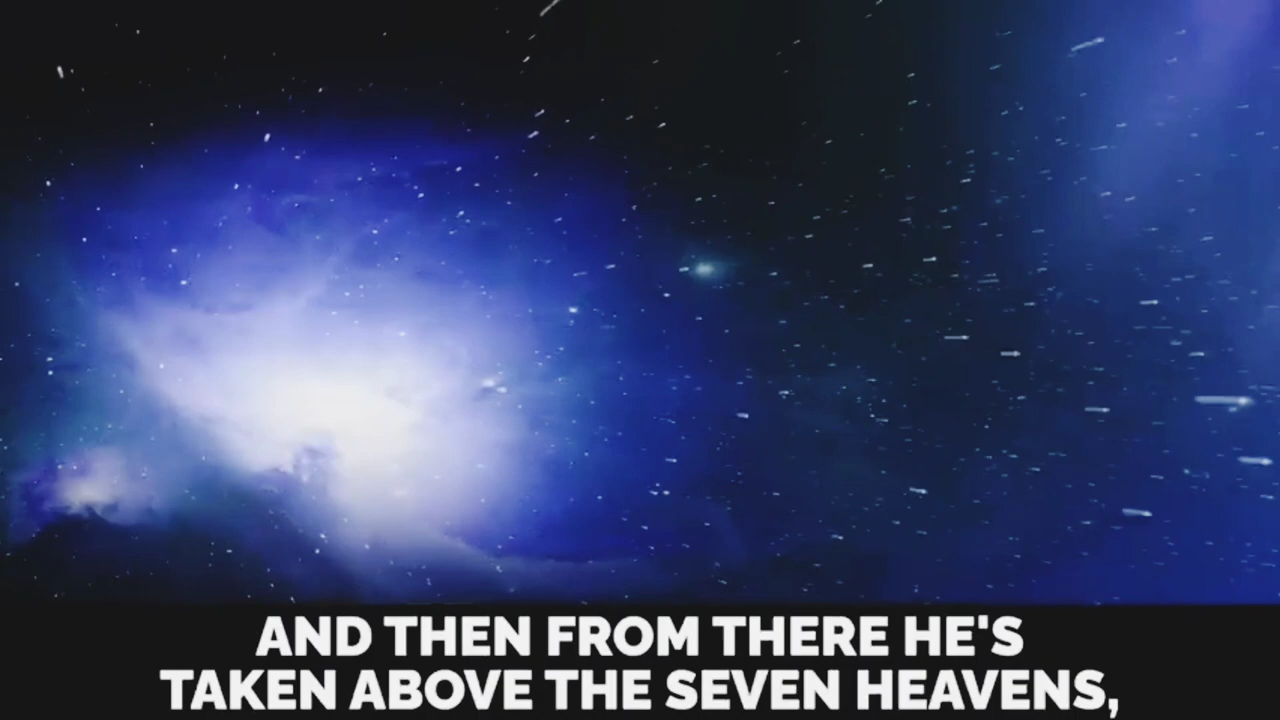 AND THEN FROM THERE HE'S
TAKEN ABOVE THE SEVEN HEAVENS,